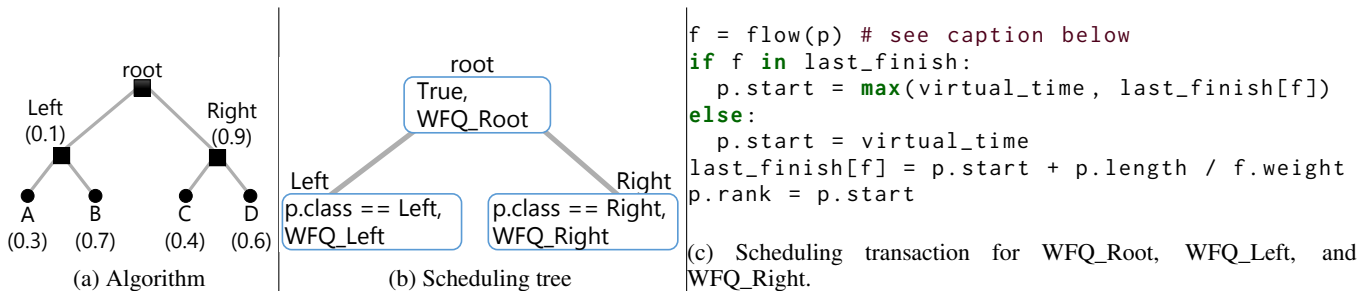 root
Left
(0.1)
Right
(0.9)
A
B
C
D
(0.3)
(0.7)
(0.4)
(0.6)
(a) Algorithm
root
True,
WFQ_Root
Left
Right
p.class == Left,
WFQ_Left
p.class == Right,
WFQ_Right
(b) Scheduling tree
f = flow(p) # see caption below
if f in last_finish:
  p.start = max(virtual_time, last_finish[f])
else:
  p.start = virtual_time
last_finish[f] = p.start + p.length / f.weight
p.rank = p.start
(c) Scheduling transaction for WFQ_Root, WFQ_Left, and
WFQ_Right.